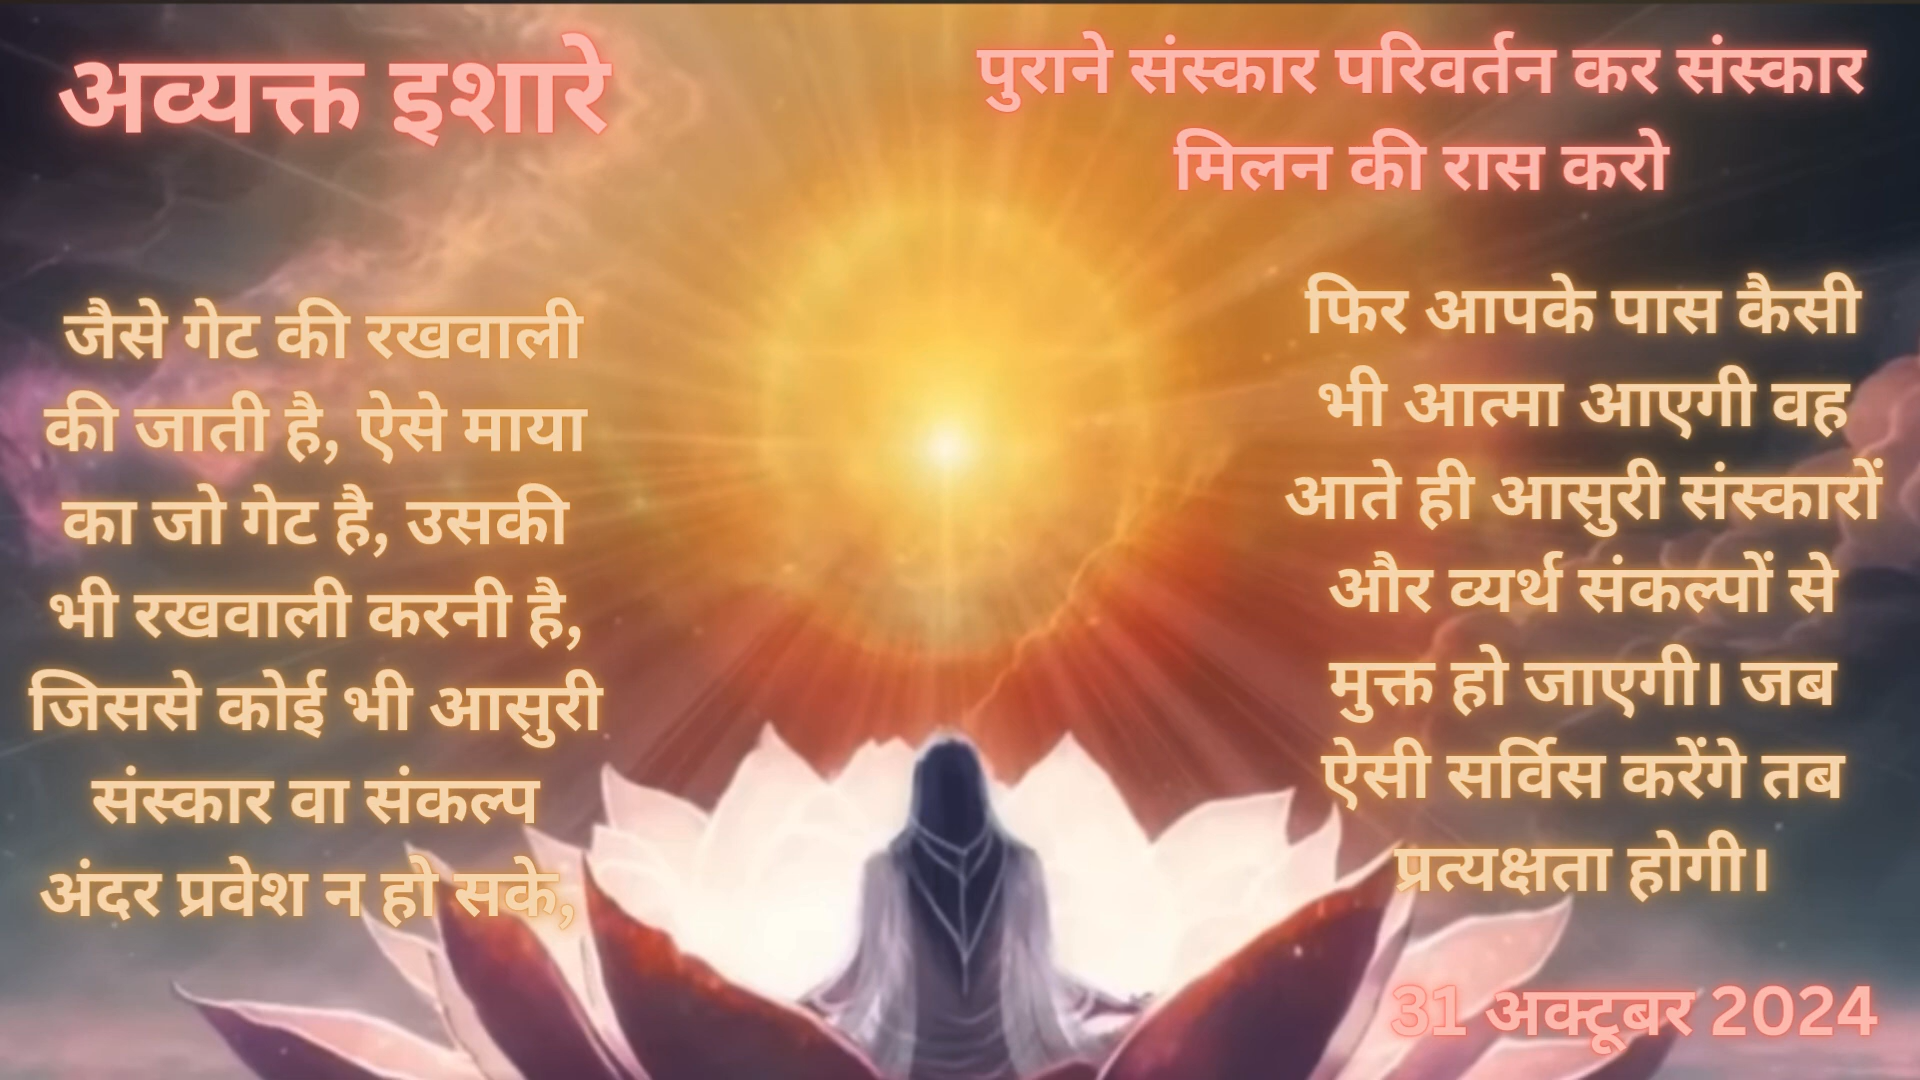 अव्यक्त इशारे
पुराने संस्कार परिवर्तन कर संस्कार
मिलन की रास करो
जैसे गेट की रखवाली
की जाती है, ऐसे माया
का जो गेट है, उसकी
भी रखवाली करनी है,
जिससे कोई भी आसुरी
संस्कार वा संकल्प
अंदर प्रवेश न हो सके,
फिर आपके पास कैसी
भी आत्मा आएगी वह
आते ही आसुरी संस्कारों
और व्यर्थ संकल्पों से
मुक्त हो जाएगी। जब
ऐसी सर्विस करेंगे तब
प्रत्यक्षता होगी।
31 अक्टूबर 2024